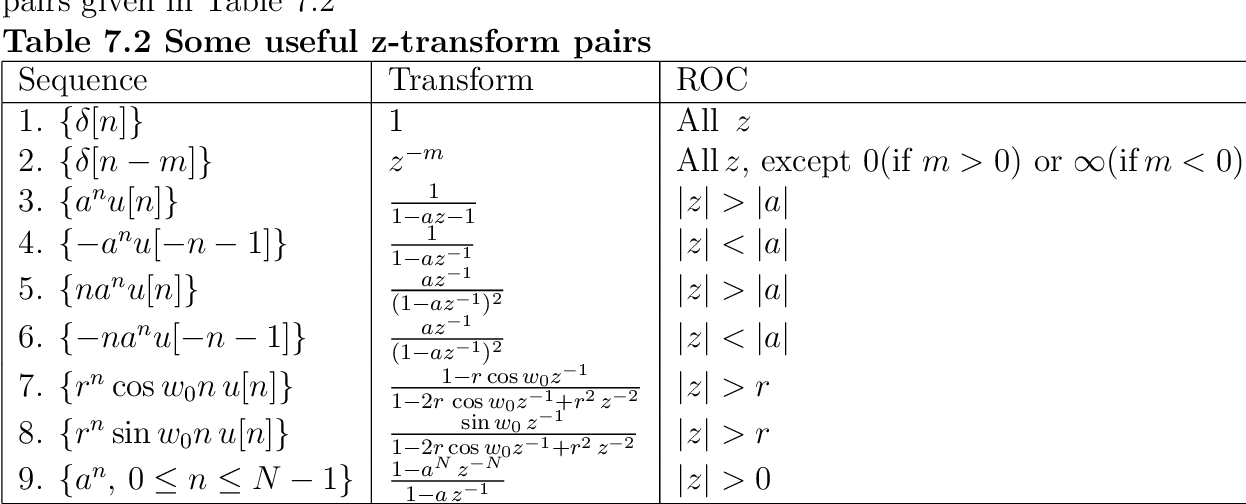 pairs given in Table 7.2
Table 7.2 Some useful z-transform pairs
Sequence Transform ROC
1. {δ[n]} 1 All z
2. {δ[n − m]} z^{−m} All z, except 0(if m > 0) or ∞(if m < 0)
3. {a^n u[n]} \frac{1}{1−az−1} |z| > |a|
4. {−a^n u[−n − 1]} \frac{1}{1−az^{−1}} |z| < |a|
5. {na^n u[n]} \frac{az^{−1}}{(1−az^{−1})^2} |z| > |a|
6. {−na^n u[−n − 1]} \frac{az^{−1}}{(1−az^{−1})^2} |z| < |a|
7. {r^n cos w_0 n u[n]} \frac{1−r cos w_0 z^{−1}}{1−2r cos w_0 z^{−1}+r^2 z^{−2}} |z| > r
8. {r^n sin w_0 n u[n]} \frac{sin w_0 z^{−1}}{1−2r cos w_0 z^{−1}+r^2 z^{−2}} |z| > r
9. {a^n, 0 ≤ n ≤ N − 1} \frac{1−a^N z^{−N}}{1−a z^{−1}} |z| > 0